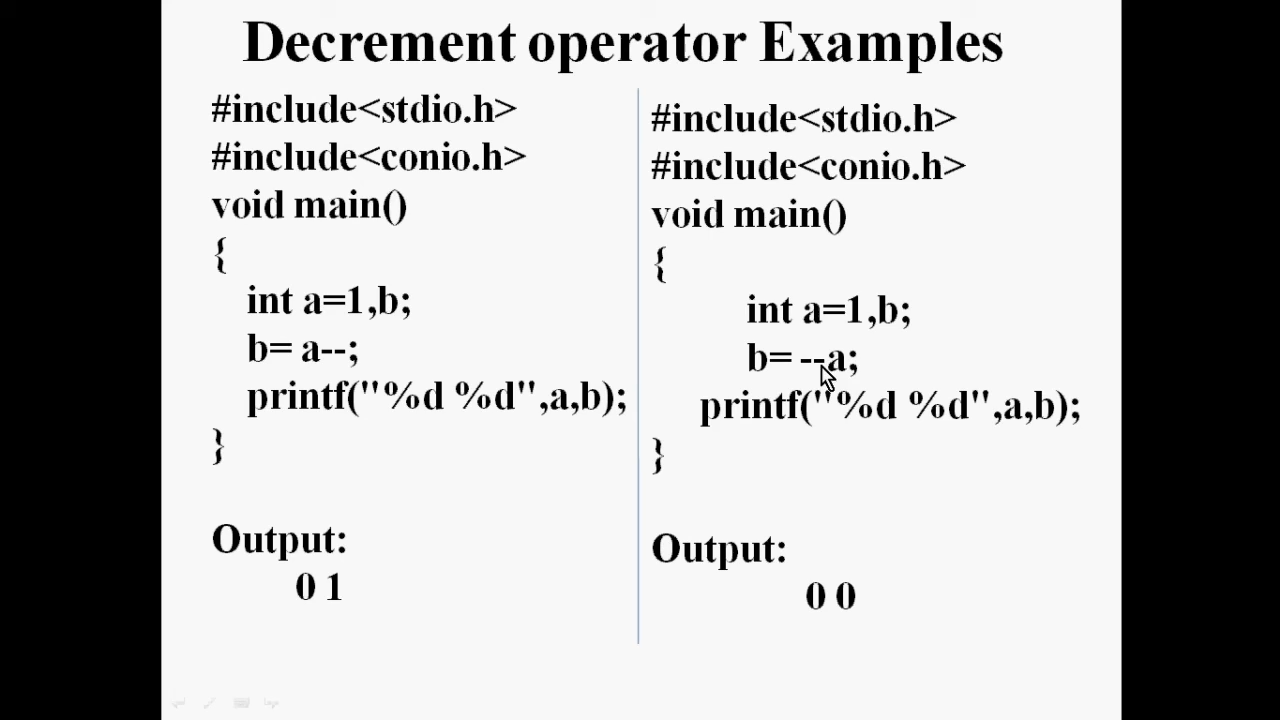 Decrement operator Examples
#include<stdio.h>
#include<conio.h>
void main()
{
int a=1,b;
b= a--;
printf("%d %d",a,b);
}
Output:
0 1
#include<stdio.h>
#include<conio.h>
void main()
{
int a=1,b;
b= --a;
printf("%d %d",a,b);
}
Output:
0 0